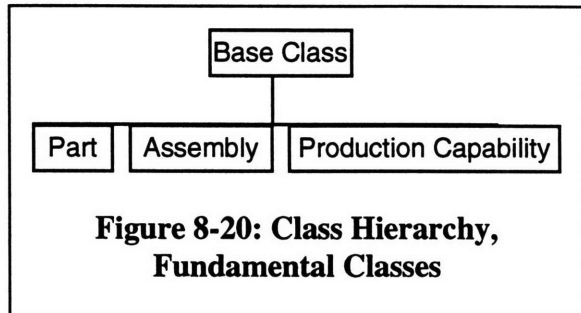 Base Class
Part Assembly Production Capability
Figure 8-20: Class Hierarchy,
Fundamental Classes